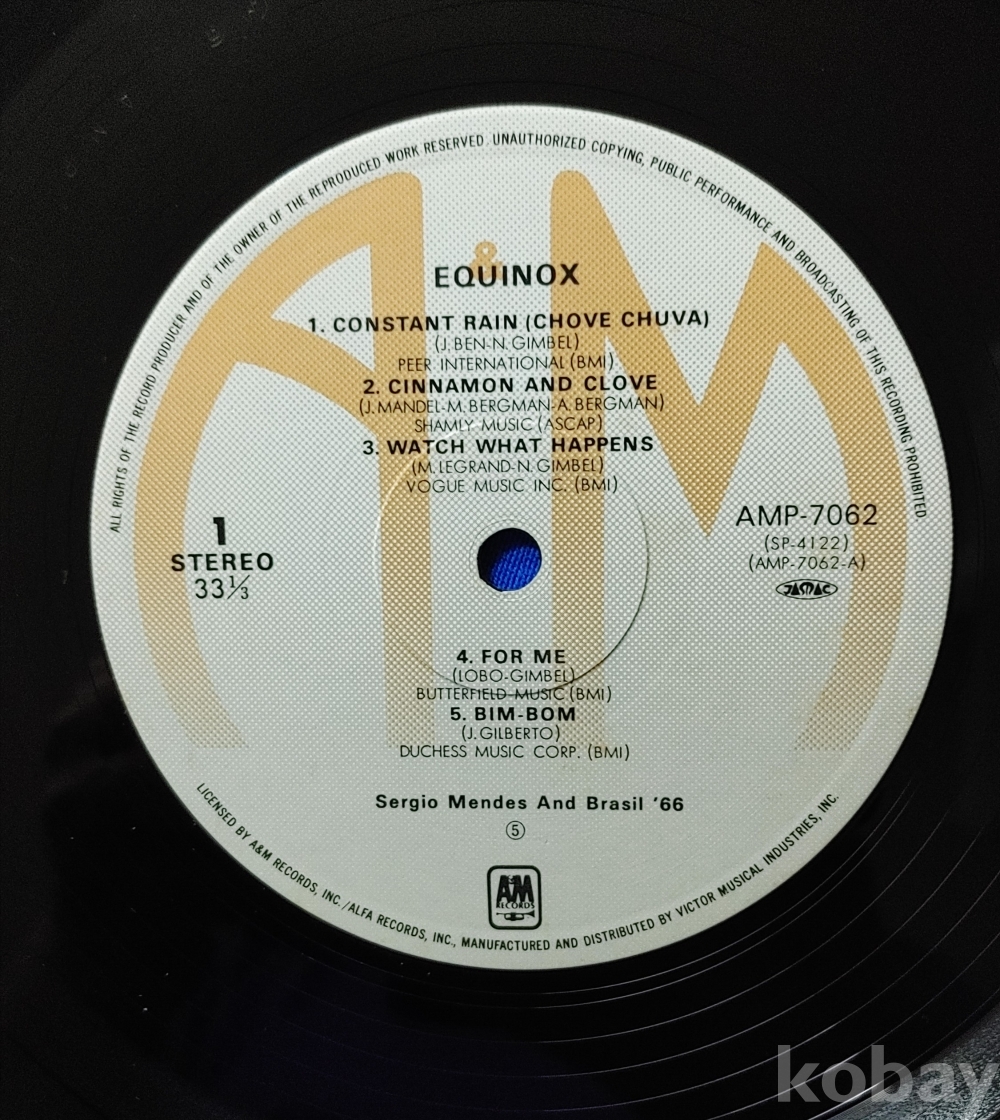 ALL RIGHTS OF THE RECORD PRODUCER AND OF THE OWNER OF THE REPRODUCED WORK RESERVED. UNAUTHORIZED COPYING, PUBLIC PERFORMANCE AND BROADCASTING OF THIS RECORDING PROHIBITED.
A&M
EQUINOX
1. CONSTANT RAIN (CHOVE CHUVA)
(J. BEN-N. GIMBEL)
PEER INTERNATIONAL (BMI)
2. CINNAMON AND CLOVE
(J. MANDEL-M. BERGMAN-A. BERGMAN)
SHAMLY MUSIC (ASCAP)
3. WATCH WHAT HAPPENS
(M. LEGRAND-N. GIMBEL)
VOGUE MUSIC INC. (BMI)
1
STEREO
33⅓
AMP-7062
(SP-4122)
(AMP-7062-A)
JASRAC
4. FOR ME
(LOBO-GIMBEL)
BUTTERFIELD MUSIC (BMI)
5. BIM-BOM
(J. GILBERTO)
DUCHESS MUSIC CORP. (BMI)
Sergio Mendes And Brasil '66
⑤
A&M
RECORDS
LICENSED BY A&M RECORDS, INC./ALFA RECORDS, INC., MANUFACTURED AND DISTRIBUTED BY VICTOR MUSICAL INDUSTRIES, INC.
kobay